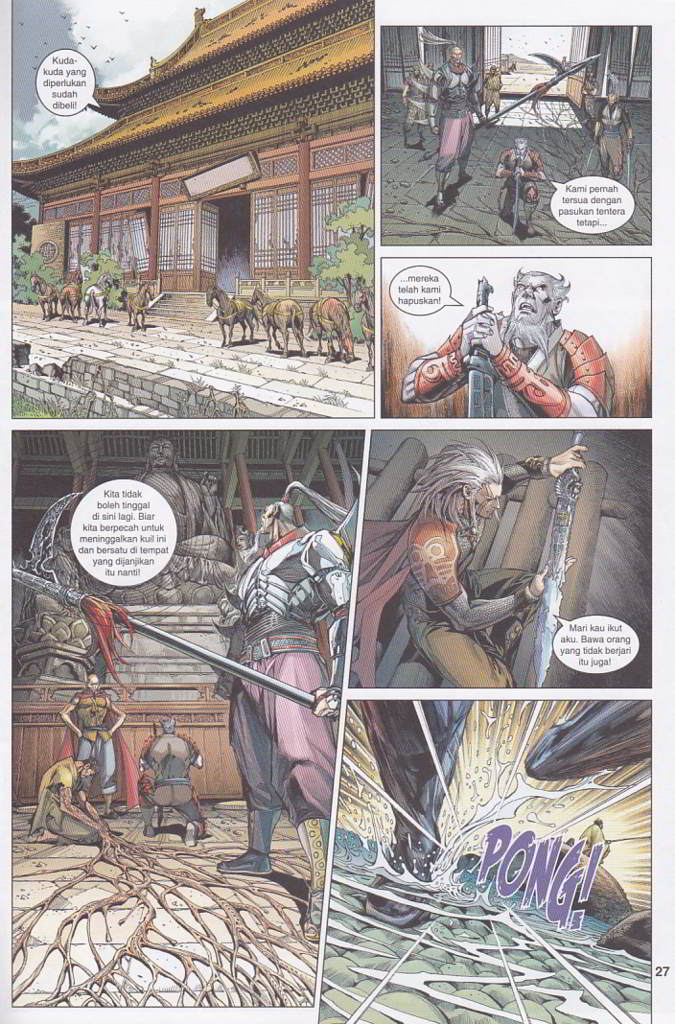 Kuda-
kuda yang
diperlukan
sudah
dibeli!
Kami pernah
tersua dengan
pasukan tentera
tetapi...
...mereka
telah kami
hapuskan!
Kita tidak
boleh tinggal
di sini lagi. Biar
kita berpecah untuk
meninggalkan kuil ini
dan bersatu di tempat
yang dijanjikan
itu nanti!
Mari kau ikut
aku. Bawa orang
yang tidak berjari
itu juga!
PONG!
27